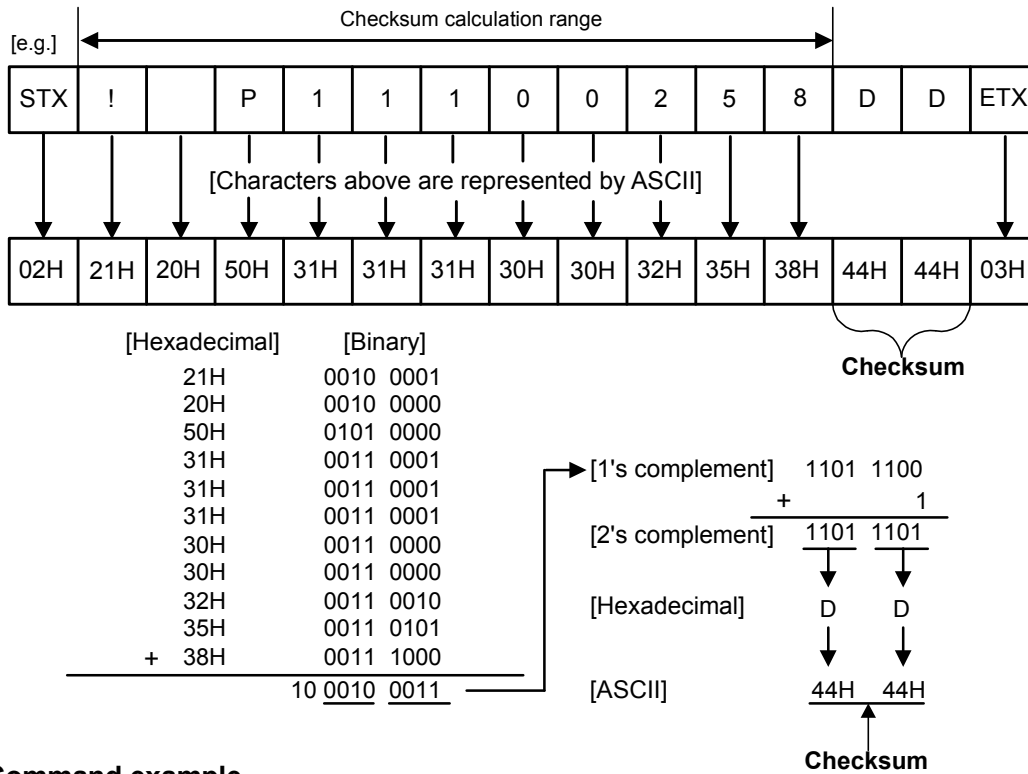 Checksum calculation range
[e.g.]
STX ! P 1 1 1 0 0 2 5 8 D D ETX
[Characters above are represented by ASCII]
02H 21H 20H 50H 31H 31H 31H 30H 30H 32H 35H 38H 44H 44H 03H
Checksum
[Hexadecimal] [Binary]
21H 0010 0001
20H 0010 0000
50H 0101 0000
31H 0011 0001
31H 0011 0001
31H 0011 0001
30H 0011 0000
30H 0011 0000
32H 0011 0010
35H 0011 0101
+ 38H 0011 1000
10 0010 0011
[1's complement] 1101 1100
+ 1
[2's complement] 1101 1101
[Hexadecimal] D D
[ASCII] 44H 44H
Checksum